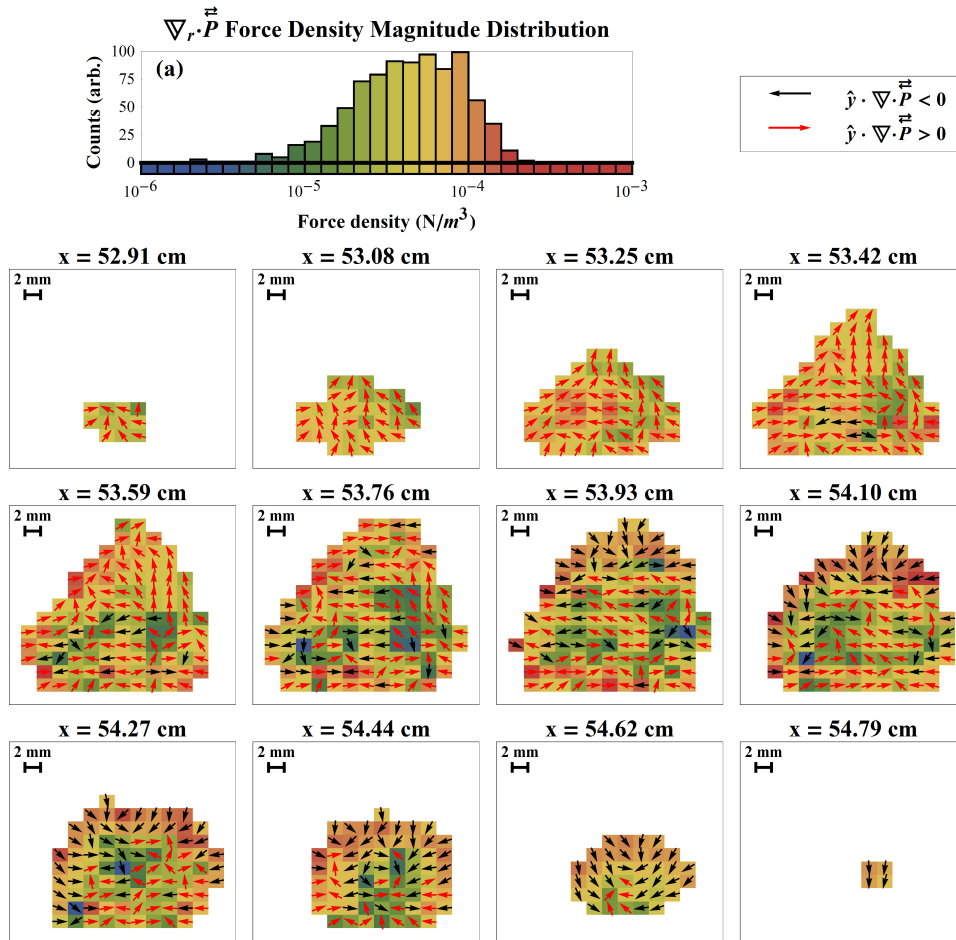 ∇r·P⃡ Force Density Magnitude Distribution
(a)
Counts (arb.)
100
75
50
25
0
10⁻⁶
10⁻⁵
10⁻⁴
10⁻³
Force density (N/m³)
ŷ · ∇·P⃡ < 0
ŷ · ∇·P⃡ > 0
x = 52.91 cm
2 mm
x = 53.08 cm
2 mm
x = 53.25 cm
2 mm
x = 53.42 cm
2 mm
x = 53.59 cm
2 mm
x = 53.76 cm
2 mm
x = 53.93 cm
2 mm
x = 54.10 cm
2 mm
x = 54.27 cm
2 mm
x = 54.44 cm
2 mm
x = 54.62 cm
2 mm
x = 54.79 cm
2 mm